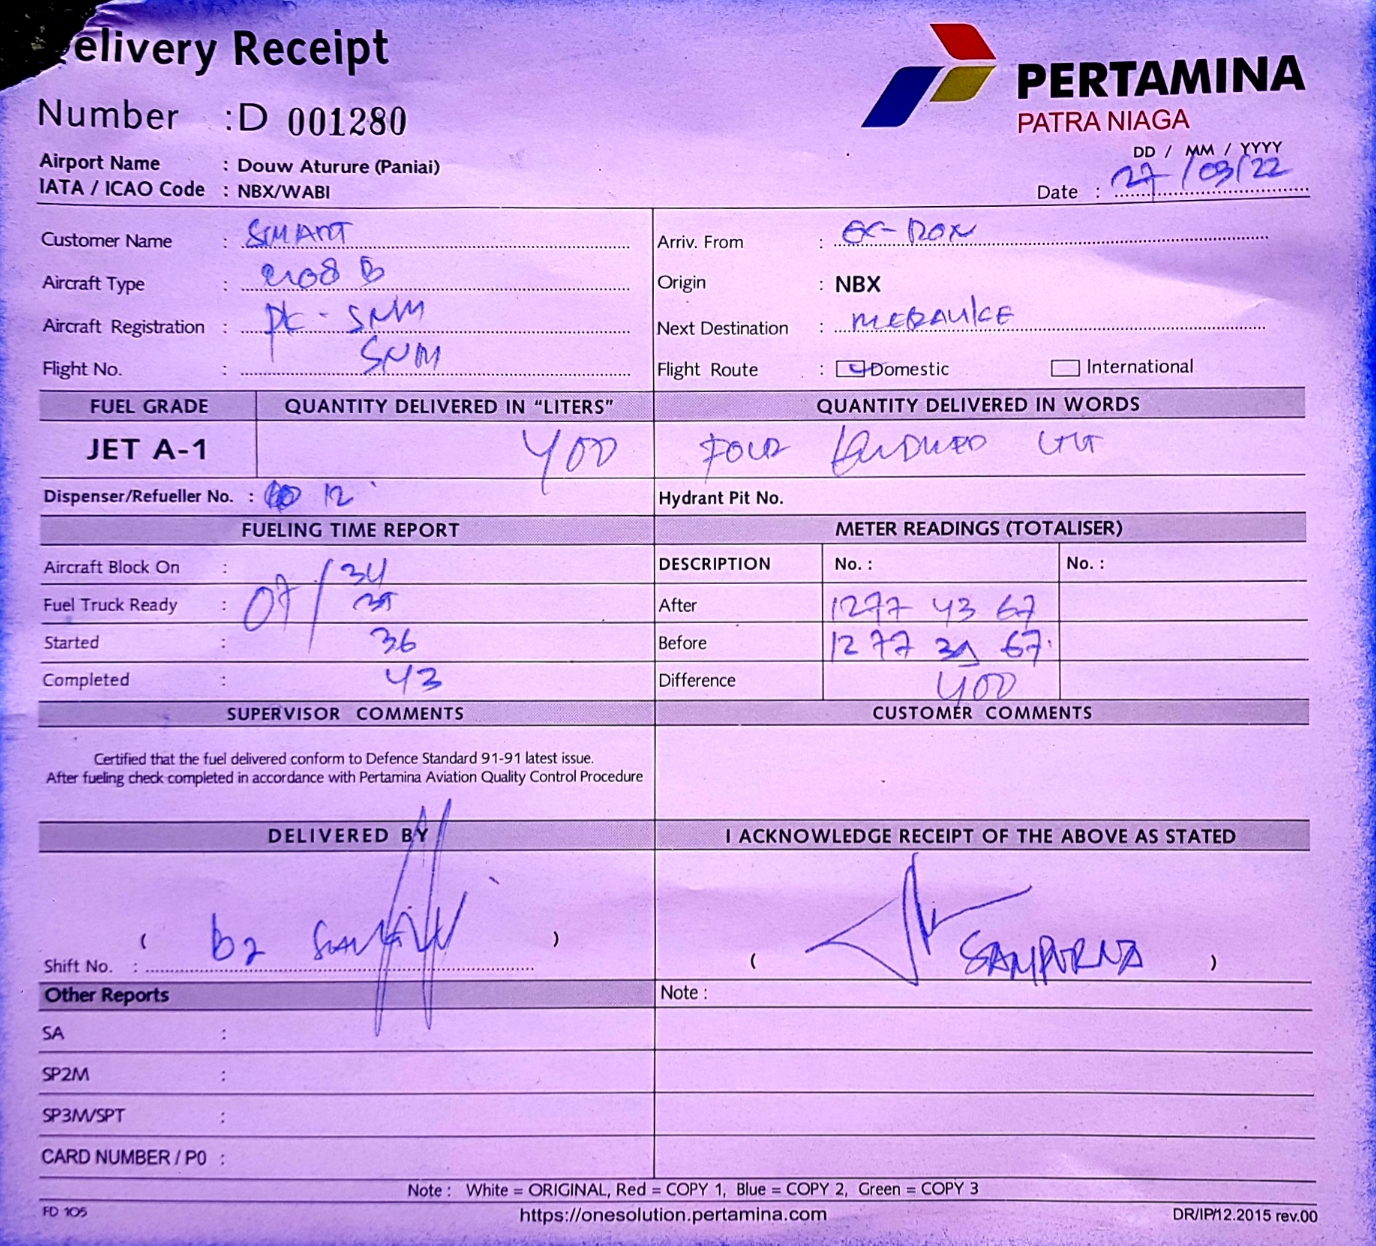 elivery Receipt
PERTAMINA
PATRA NIAGA
Number : D 001280
Airport Name : Douw Aturure (Paniai)
IATA / ICAO Code : NBX/WABI
DD / MM / YYYY
Date : 27/03/22
Customer Name : SMART
Arriv. From :
Aircraft Type : C208 B
Origin : NBX
Aircraft Registration : PK - SNM
Next Destination : MERAUKE
Flight No. : SNM
Flight Route : Domestic International
FUEL GRADE QUANTITY DELIVERED IN “LITERS” QUANTITY DELIVERED IN WORDS
JET A-1 400 FOUR HUNDRED
Dispenser/Refueller No. : 12 Hydrant Pit No.
FUELING TIME REPORT METER READINGS (TOTALISER)
Aircraft Block On : 07 / 34 DESCRIPTION No. : No. :
Fuel Truck Ready : 35 After 1277 43 67
Started : 36 Before 1277 39 67
Completed : 43 Difference 400
SUPERVISOR COMMENTS CUSTOMER COMMENTS
Certified that the fuel delivered conform to Defence Standard 91-91 latest issue.
After fueling check completed in accordance with Pertamina Aviation Quality Control Procedure
DELIVERED BY I ACKNOWLEDGE RECEIPT OF THE ABOVE AS STATED
( )
( SAMPURNA )
Shift No. :
Other Reports Note :
SA :
SP2M :
SP3M/SPT :
CARD NUMBER / P0 :
Note : White = ORIGINAL, Red = COPY 1, Blue = COPY 2, Green = COPY 3
FD 105 https://onesolution.pertamina.com DR/IP/12.2015 rev.00